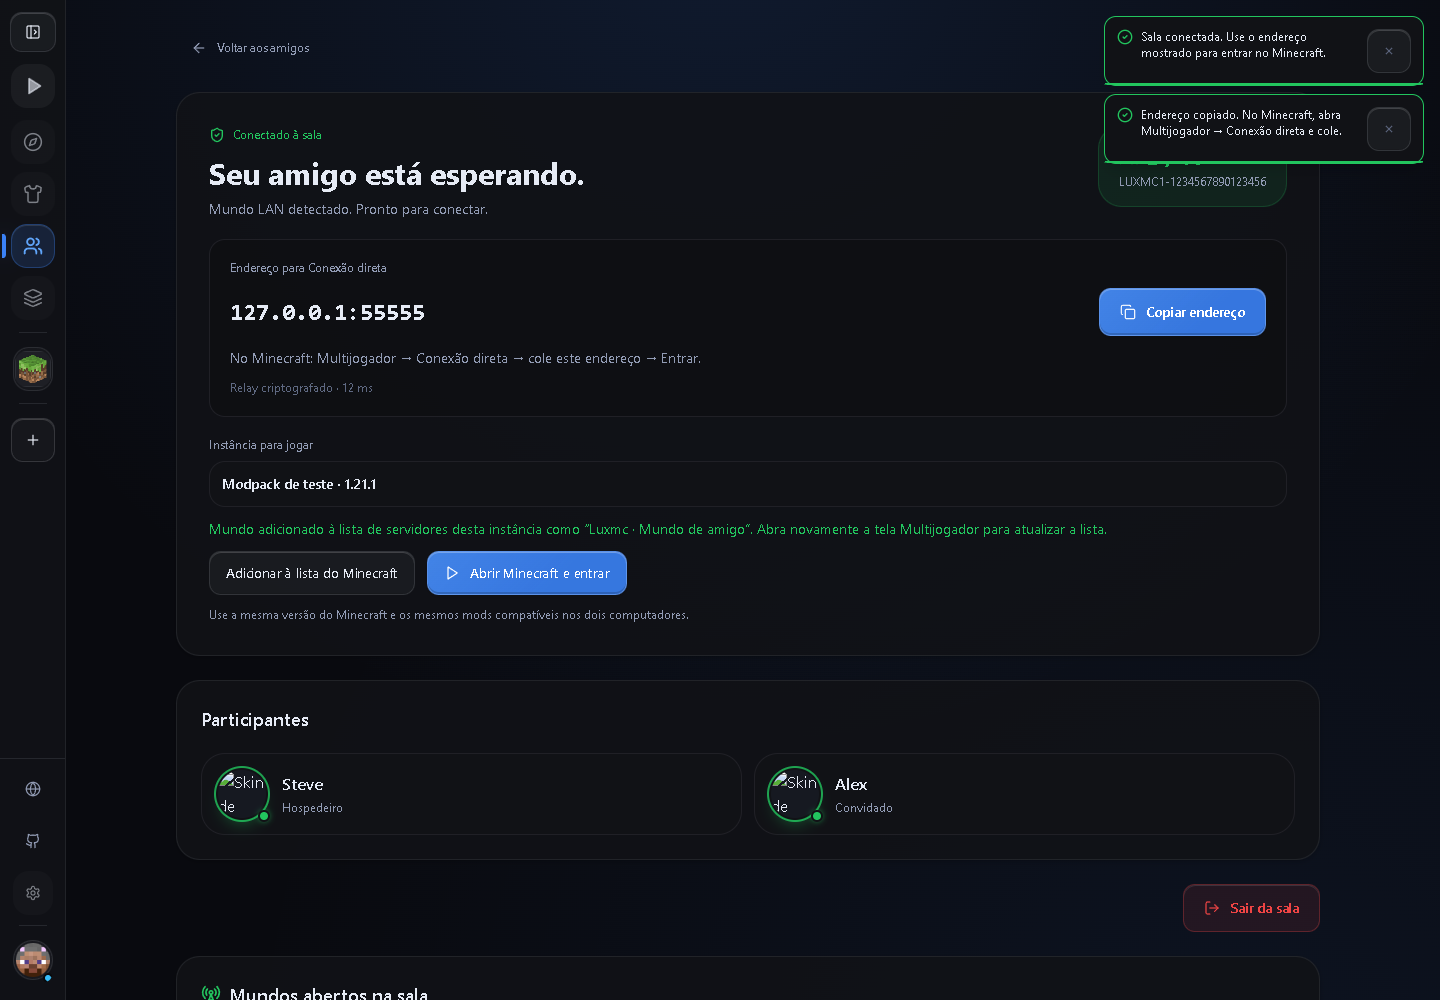 Voltar aos amigos
Sala conectada. Use o endereço
mostrado para entrar no Minecraft.
Endereço copiado. No Minecraft, abra
Multijogador → Conexão direta e cole.
Conectado à sala
Seu amigo está esperando.
Mundo LAN detectado. Pronto para conectar.
LUXMC1-1234567890123456
Endereço para Conexão direta
127.0.0.1:55555
Copiar endereço
No Minecraft: Multijogador → Conexão direta → cole este endereço → Entrar.
Relay criptografado · 12 ms
Instância para jogar
Modpack de teste · 1.21.1
Mundo adicionado à lista de servidores desta instância como “Luxmc · Mundo de amigo”. Abra novamente a tela Multijogador para atualizar a lista.
Adicionar à lista do Minecraft
Abrir Minecraft e entrar
Use a mesma versão do Minecraft e os mesmos mods compatíveis nos dois computadores.
Participantes
Skin
de
Steve
Hospedeiro
Skin
de
Alex
Convidado
Sair da sala
Mundos abertos na sala